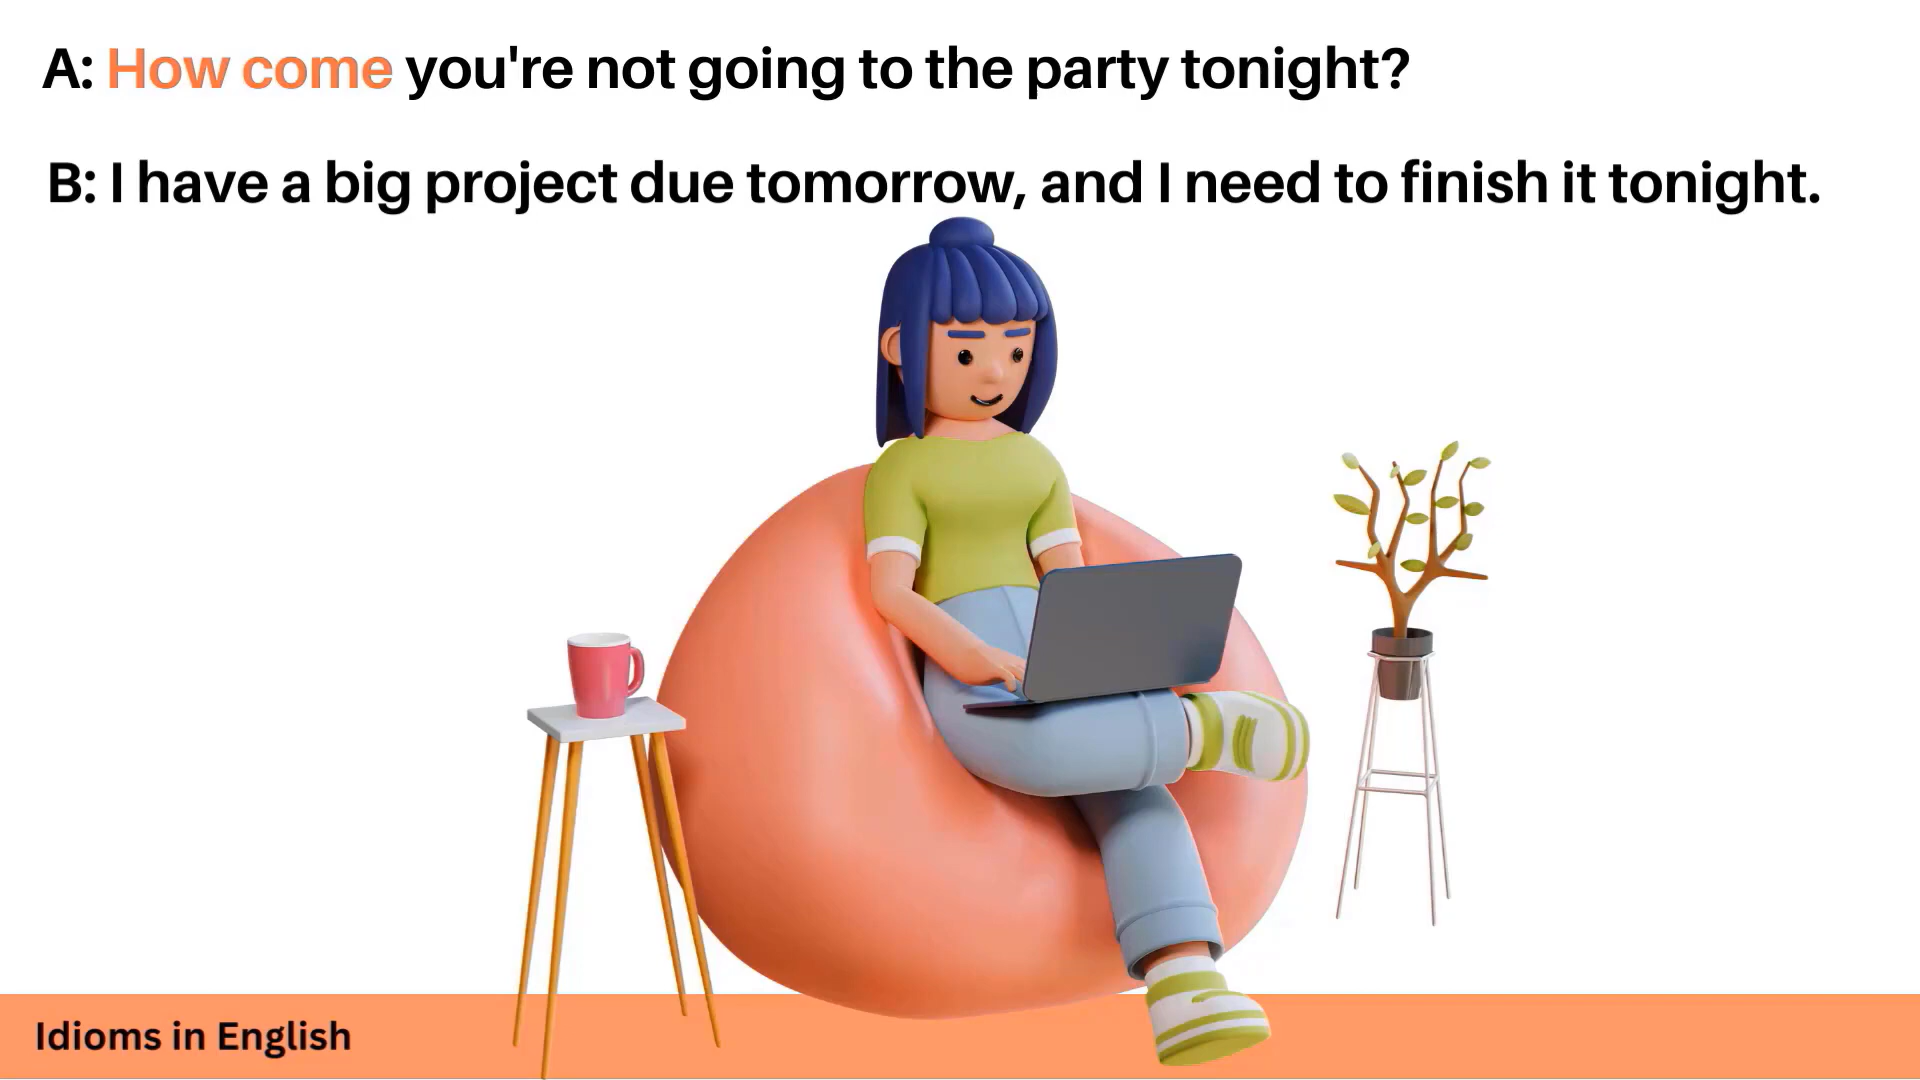 A: How come you're not going to the party tonight?
B: I have a big project due tomorrow, and I need to finish it tonight.
Idioms in English